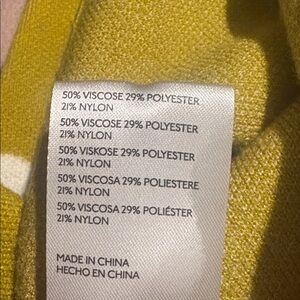 50% VISCOSE 29% POLYESTER
21% NYLON
50% VISCOSE 29% POLYESTER
21% NYLON
50% VISKOSE 29% POLYESTER
21% NYLON
50% VISCOSA 29% POLIESTERE
21% NYLON
50% VISCOSA 29% POLIÉSTER
21% NYLON
MADE IN CHINA
HECHO EN CHINA